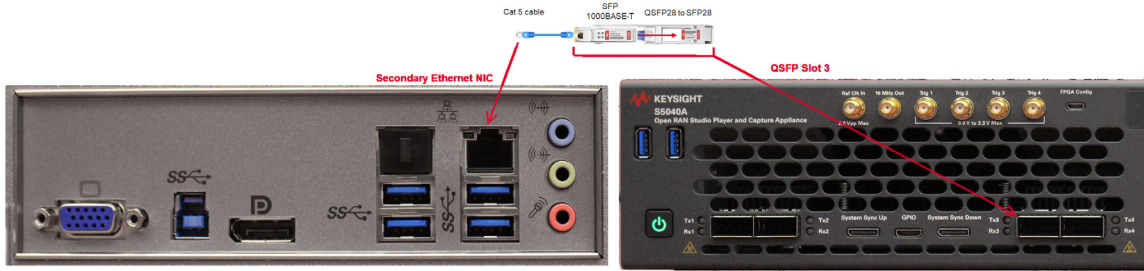 Cat 5 cable
SFP
1000BASE-T
QSFP28 to SFP28
Secondary Ethernet NIC
QSFP Slot 3
SS
SS
SS
KEYSIGHT
S5040A
Open RAN Studio Player and Capture Appliance
Ref Clk In
10 MHz Out
Trig 1
Trig 2
Trig 3
Trig 4
FPQA Config
Vpp Max
0.0 V to 3.3 V Max
Tx1
Rx1
Tx2
Rx2
System Sync Up
GPIO
System Sync Down
Tx3
Rx3
Tx4
Rx4